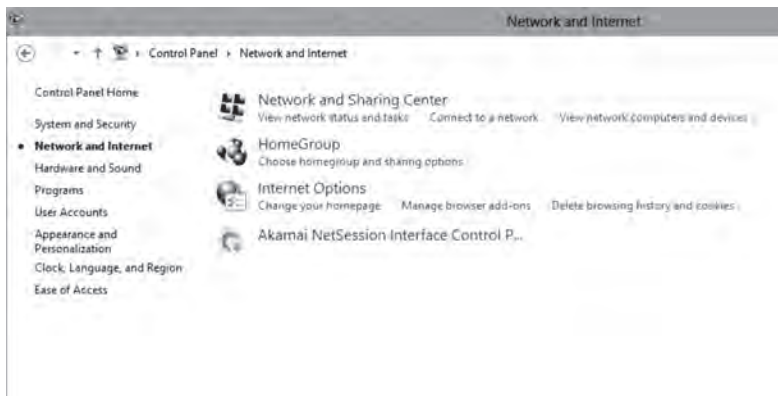 Network and Internet
Control Panel Network and Internet
Control Panel Home
System and Security
Network and Internet
Hardware and Sound
Programs
User Accounts
Appearance and
Personalization
Clock, Language, and Region
Ease of Access
Network and Sharing Center
View network status and tasks Connect to a network View network computers and devices
HomeGroup
Choose homegroup and sharing options
Internet Options
Change your homepage Manage browser add-ons Delete browsing history and cookies
Akamai NetSession Interface Control P...